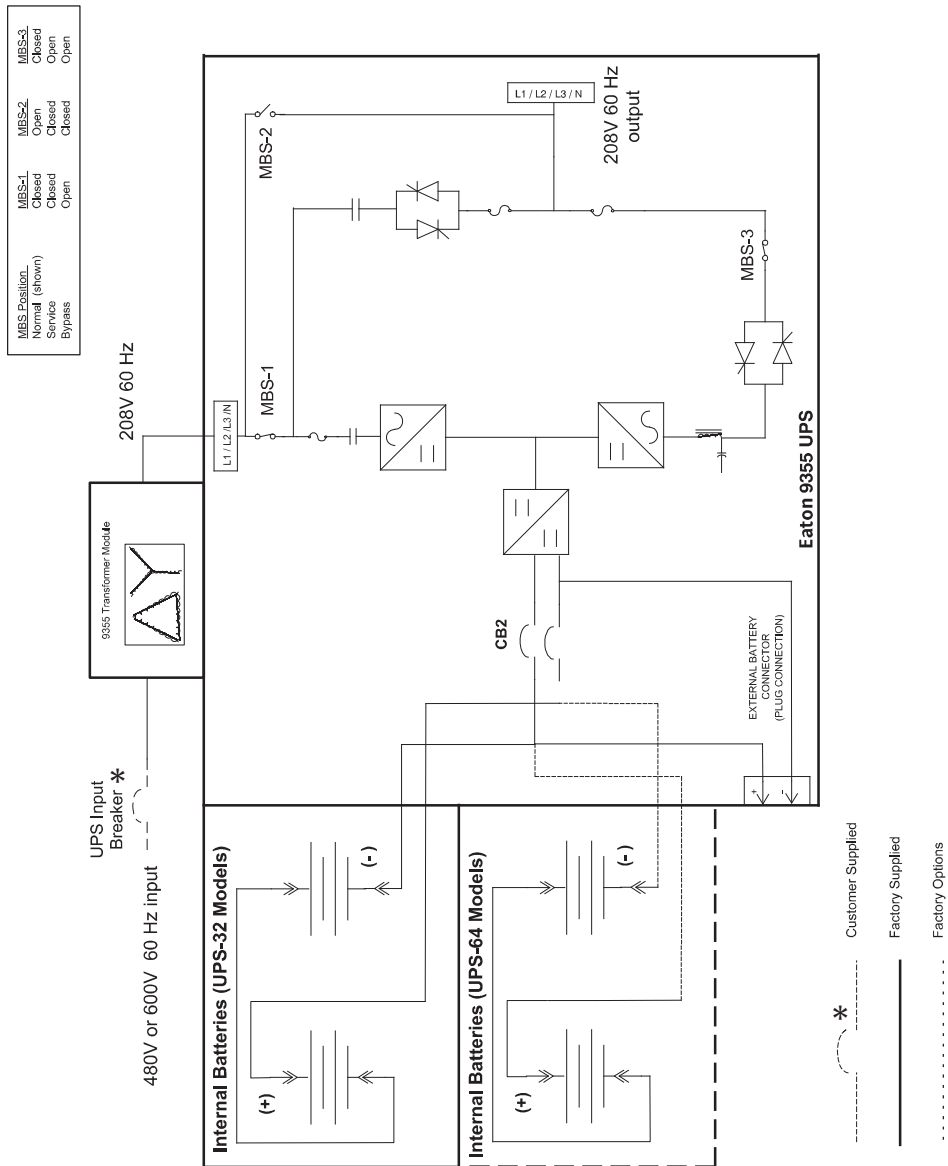 MBS Position MBS-1 MBS-2 MBS-3
Normal (shown) Closed Open Closed
Service Closed Closed Open
Bypass Open Closed Open
480V or 600V 60 Hz input
UPS Input
Breaker *
9355 Transformer Module
208V 60 Hz
L1 / L2 /L3 /N
MBS-1
MBS-2
L1 / L2 / L3 / N
208V 60 Hz
output
MBS-3
CB2
Internal Batteries (UPS-32 Models)
(+)
(-)
Internal Batteries (UPS-64 Models)
(+)
(-)
EXTERNAL BATTERY
CONNECTOR
(PLUG CONNECTION)
+
-
Eaton 9355 UPS
*
Customer Supplied
Factory Supplied
Factory Options